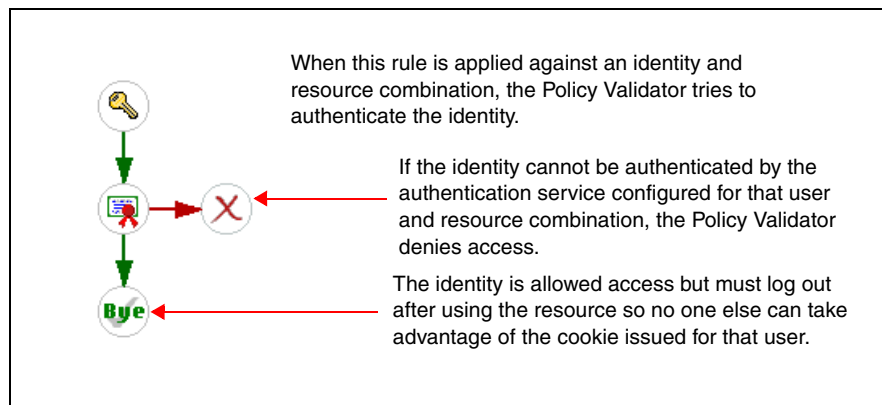 When this rule is applied against an identity and
resource combination, the Policy Validator tries to
authenticate the identity.
If the identity cannot be authenticated by the
authentication service configured for that user
and resource combination, the Policy Validator
denies access.
The identity is allowed access but must log out
after using the resource so no one else can take
advantage of the cookie issued for that user.
Bye